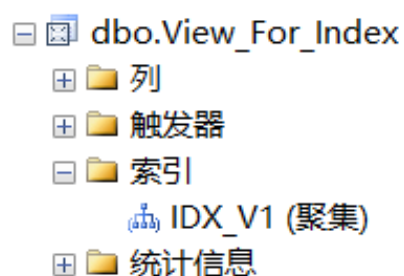 dbo.View_For_Index
列
触发器
索引
IDX_V1 (聚集)
统计信息